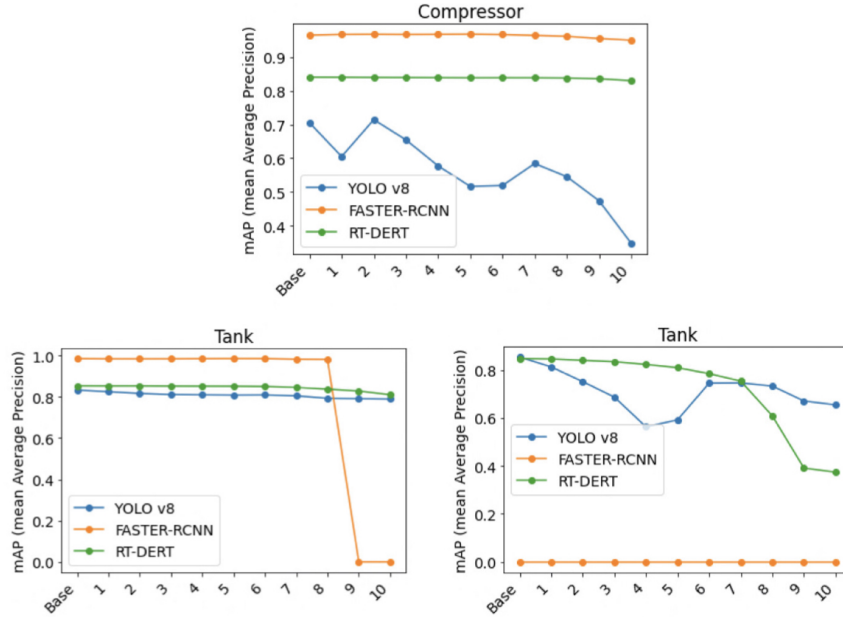 Compressor
mAP (mean Average Precision)
0.9
0.8
0.7
0.6
0.5
0.4
YOLO v8
FASTER-RCNN
RT-DERT
Base 1 2 3 4 5 6 7 8 9 10
Tank
mAP (mean Average Precision)
1.0
0.8
0.6
0.4
0.2
0.0
YOLO v8
FASTER-RCNN
RT-DERT
Base 1 2 3 4 5 6 7 8 9 10
Tank
mAP (mean Average Precision)
0.8
0.6
0.4
0.2
0.0
YOLO v8
FASTER-RCNN
RT-DERT
Base 1 2 3 4 5 6 7 8 9 10